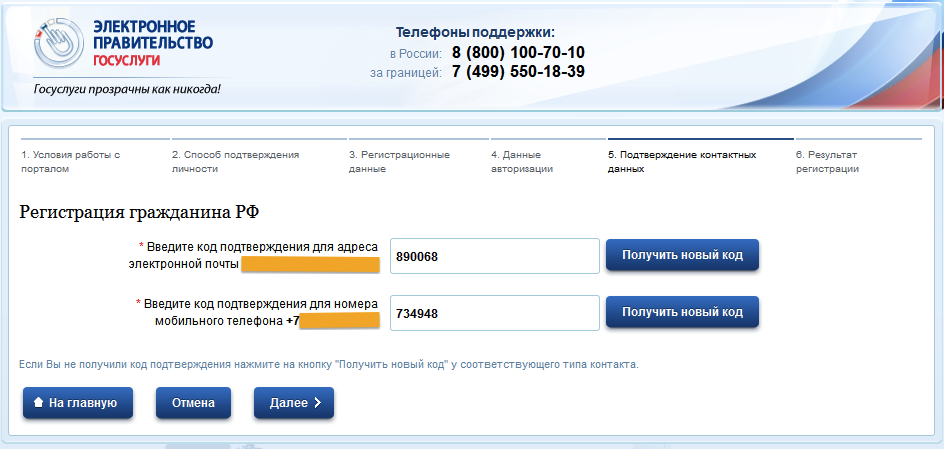 ЭЛЕКТРОННОЕ
ПРАВИТЕЛЬСТВО
ГОСУСЛУГИ
Госуслуги прозрачны как никогда!
Телефоны поддержки:
в России: 8 (800) 100-70-10
за границей: 7 (499) 550-18-39
1. Условия работы с
порталом
2. Способ подтверждения
личности
3. Регистрационные
данные
4. Данные
авторизации
5. Подтверждение контактных
данных
6. Результат
регистрации
Регистрация гражданина РФ
* Введите код подтверждения для адреса
электронной почты
890068
Получить новый код
* Введите код подтверждения для номера
мобильного телефона +7
734948
Получить новый код
Если Вы не получили код подтверждения нажмите на кнопку "Получить новый код" у соответствующего типа контакта.
На главную
Отмена
Далее